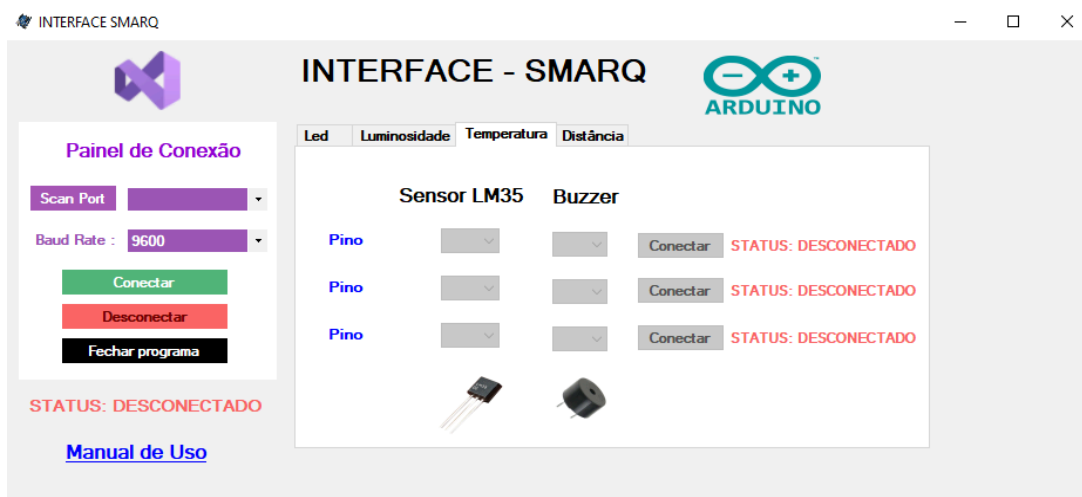 INTERFACE SMARQ
INTERFACE - SMARQ
ARDUINO
Painel de Conexão
Scan Port
Baud Rate : 9600
Conectar
Desconectar
Fechar programa
STATUS: DESCONECTADO
Manual de Uso
Led Luminosidade Temperatura Distância
Sensor LM35 Buzzer
Pino Conectar STATUS: DESCONECTADO
Pino Conectar STATUS: DESCONECTADO
Pino Conectar STATUS: DESCONECTADO